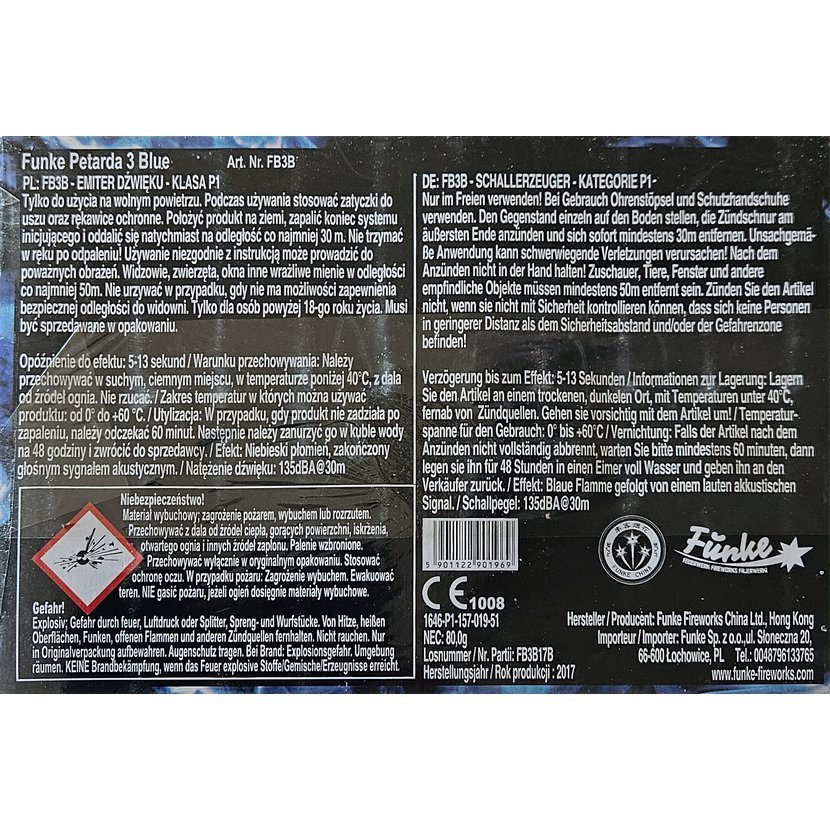 Funke Petarda 3 Blue Art. Nr. FB3B
PL: FB3B - EMITER DŹWIĘKU - KLASA P1
Tylko do użycia na wolnym powietrzu. Podczas używania stosować zatyczki do
uszu oraz rękawice ochronne. Położyć produkt na ziemi, zapalić koniec systemu
inicjującego i oddalić się natychmiast na odległość co najmniej 30 m. Nie trzymać
w ręku po odpaleniu! Używanie niezgodnie z instrukcją może prowadzić do
poważnych obrażeń. Widzowie, zwierzęta, okna inne wrażliwe mienie w odległości
co najmniej 50m. Nie urzywać w przypadku, gdy nie ma możliwości zapewnienia
bezpiecznej odległości do widowni. Tylko dla osób powyżej 18-go roku życia. Musi
być sprzedawane w opakowaniu.
Opóźnienie do efektu: 5-13 sekund / Warunku przechowywania: Należy
przechowywać w suchym, ciemnym miejscu, w temperaturze poniżej 40°C, z dala
od źródeł ognia. Nie rzucać. / Zakres temperatur w których można używać
produktu: od 0° do +60 °C. / Utylizacja: W przypadku, gdy produkt nie zadziała po
zapaleniu, należy odczekać 60 minut. Następnie należy zanurzyć go w kuble wody
na 48 godziny i zwrócić do sprzedawcy. / Efekt: Niebieski płomień, zakończony
głośnym sygnałem akustycznym. / Natężenie dźwięku: 135dBA@30m
Niebezpieczeństwo!
Materiał wybuchowy; zagrożenie pożarem, wybuchem lub rozrzutem.
Przechowywać z dala od źródeł ciepła, gorących powierzchni, iskrzenia,
otwartego ognia i innych źródeł zapłonu. Palenie wzbronione.
Przechowywać wyłącznie w oryginalnym opakowaniu. Stosować
ochronę oczu. W przypadku pożaru: Zagrożenie wybuchem. Ewakuować
teren. NIE gasić pożaru, jeżeli ogień dosięgnie materiały wybuchowe.
Gefahr!
Explosiv; Gefahr durch feuer, Luftdruck oder Splitter, Spreng- und Wurfstücke. Von Hitze, heißen
Oberflächen, Funken, offenen Flammen und anderen Zündquellen fernhalten. Nicht rauchen. Nur
in Originalverpackung aufbewahren. Augenschutz tragen. Bei Brand: Explosionsgefahr. Umgebung
räumen. KEINE Brandbekämpfung, wenn das Feuer explosive Stoffe/Gemische/Erzeugnisse erreicht.
DE: FB3B - SCHALLERZEUGER - KATEGORIE P1-
Nur im Freien verwenden! Bei Gebrauch Ohrenstöpsel und Schutzhandschuhe
verwenden. Den Gegenstand einzeln auf den Boden stellen, die Zündschnur am
äußersten Ende anzünden und sich sofort mindestens 30m entfernen. Unsachgemä-
ße Anwendung kann schwerwiegende Verletzungen verursachen! Nach dem
Anzünden nicht in der Hand halten! Zuschauer, Tiere, Fenster und andere
empfindliche Objekte müssen mindestens 50m entfernt sein. Zünden Sie den Artikel
nicht, wenn sie nicht mit Sicherheit kontrollieren können, dass sich keine Personen
in geringerer Distanz als dem Sicherheitsabstand und/oder der Gefahrenzone
befinden!
Verzögerung bis zum Effekt: 5-13 Sekunden / Informationen zur Lagerung: Lagern
Sie den Artikel an einem trockenen, dunkelen Ort, mit Temperaturen unter 40°C,
fernab von Zündquellen. Gehen sie vorsichtig mit dem Artikel um! / Temperatur-
spanne für den Gebrauch: 0° bis +60°C / Vernichtung: Falls der Artikel nach dem
Anzünden nicht vollständig abbrennt, warten Sie bitte mindestens 60 minuten, dann
legen sie ihn für 48 Stunden in einen Eimer voll Wasser und geben ihn an den
Verkäufer zurück. / Effekt: Blaue Flamme gefolgt von einem lauten akkustischen
Signal. / Schallpegel: 135dBA@30m
5 901122 901969
CE 1008
1646-P1-157-019-51
NEC: 80,0g
Losnummer / Nr. Partii: FB3B17B
Herstellungsjahr / Rok produkcji : 2017
FUNKE CHINA
Funke
FEUERWERK FIREWORKS FAJERWERKI
Hersteller / Producent: Funke Fireworks China Ltd., Hong Kong
Importeur / Importer: Funke Sp. z o.o.,ul. Słoneczna 20,
66-600 Łochowice, PL Tel.: 0048796133765
www.funke-fireworks.com